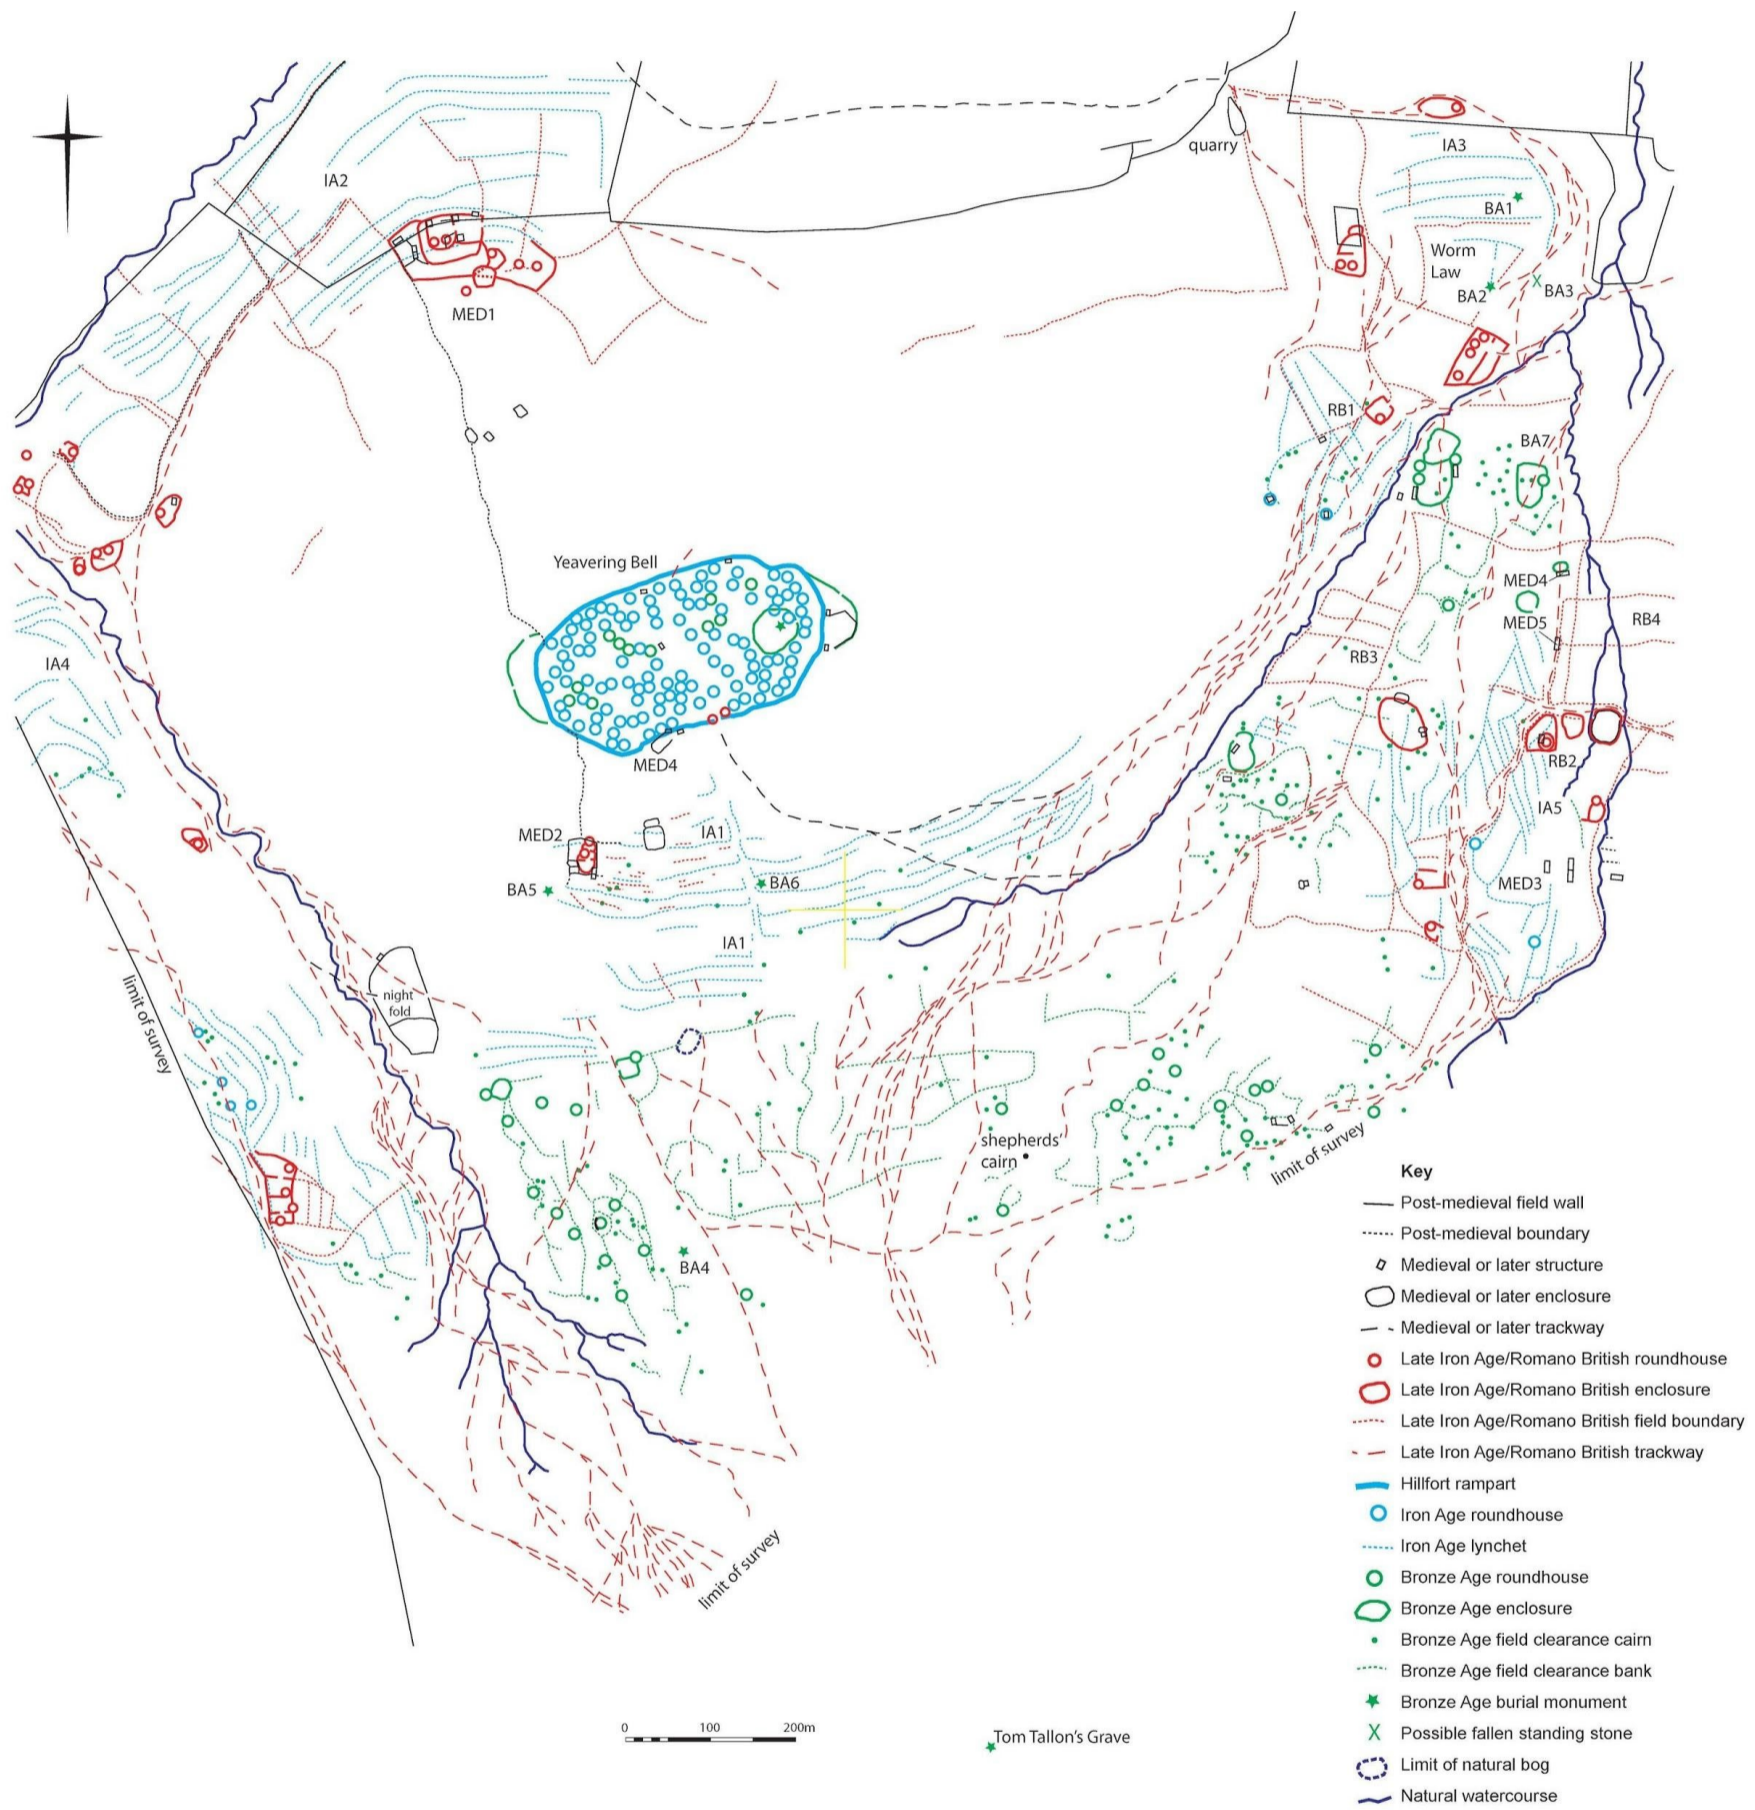 quarry
IA3
IA2
BA1
Worm
Law
BA2
BA3
MED1
RB1
BA7
Yeavering Bell
MED4
MED5
RB4
IA4
RB3
MED4
RB2
IA5
MED2
IA1
BA5
BA6
MED3
IA1
limit of survey
night
fold
shepherds'
cairn
limit of survey
BA4
limit of survey
Key
Post-medieval field wall
Post-medieval boundary
Medieval or later structure
Medieval or later enclosure
Medieval or later trackway
Late Iron Age/Romano British roundhouse
Late Iron Age/Romano British enclosure
Late Iron Age/Romano British field boundary
Late Iron Age/Romano British trackway
Hillfort rampart
Iron Age roundhouse
Iron Age lynchet
Bronze Age roundhouse
Bronze Age enclosure
Bronze Age field clearance cairn
Bronze Age field clearance bank
Bronze Age burial monument
Possible fallen standing stone
Limit of natural bog
Natural watercourse
0 100 200m
Tom Tallon's Grave